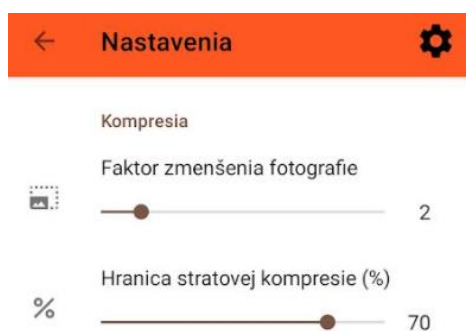 Nastavenia
Kompresia
Faktor zmenšenia fotografie
2
Hranica stratovej kompresie (%)
% 70